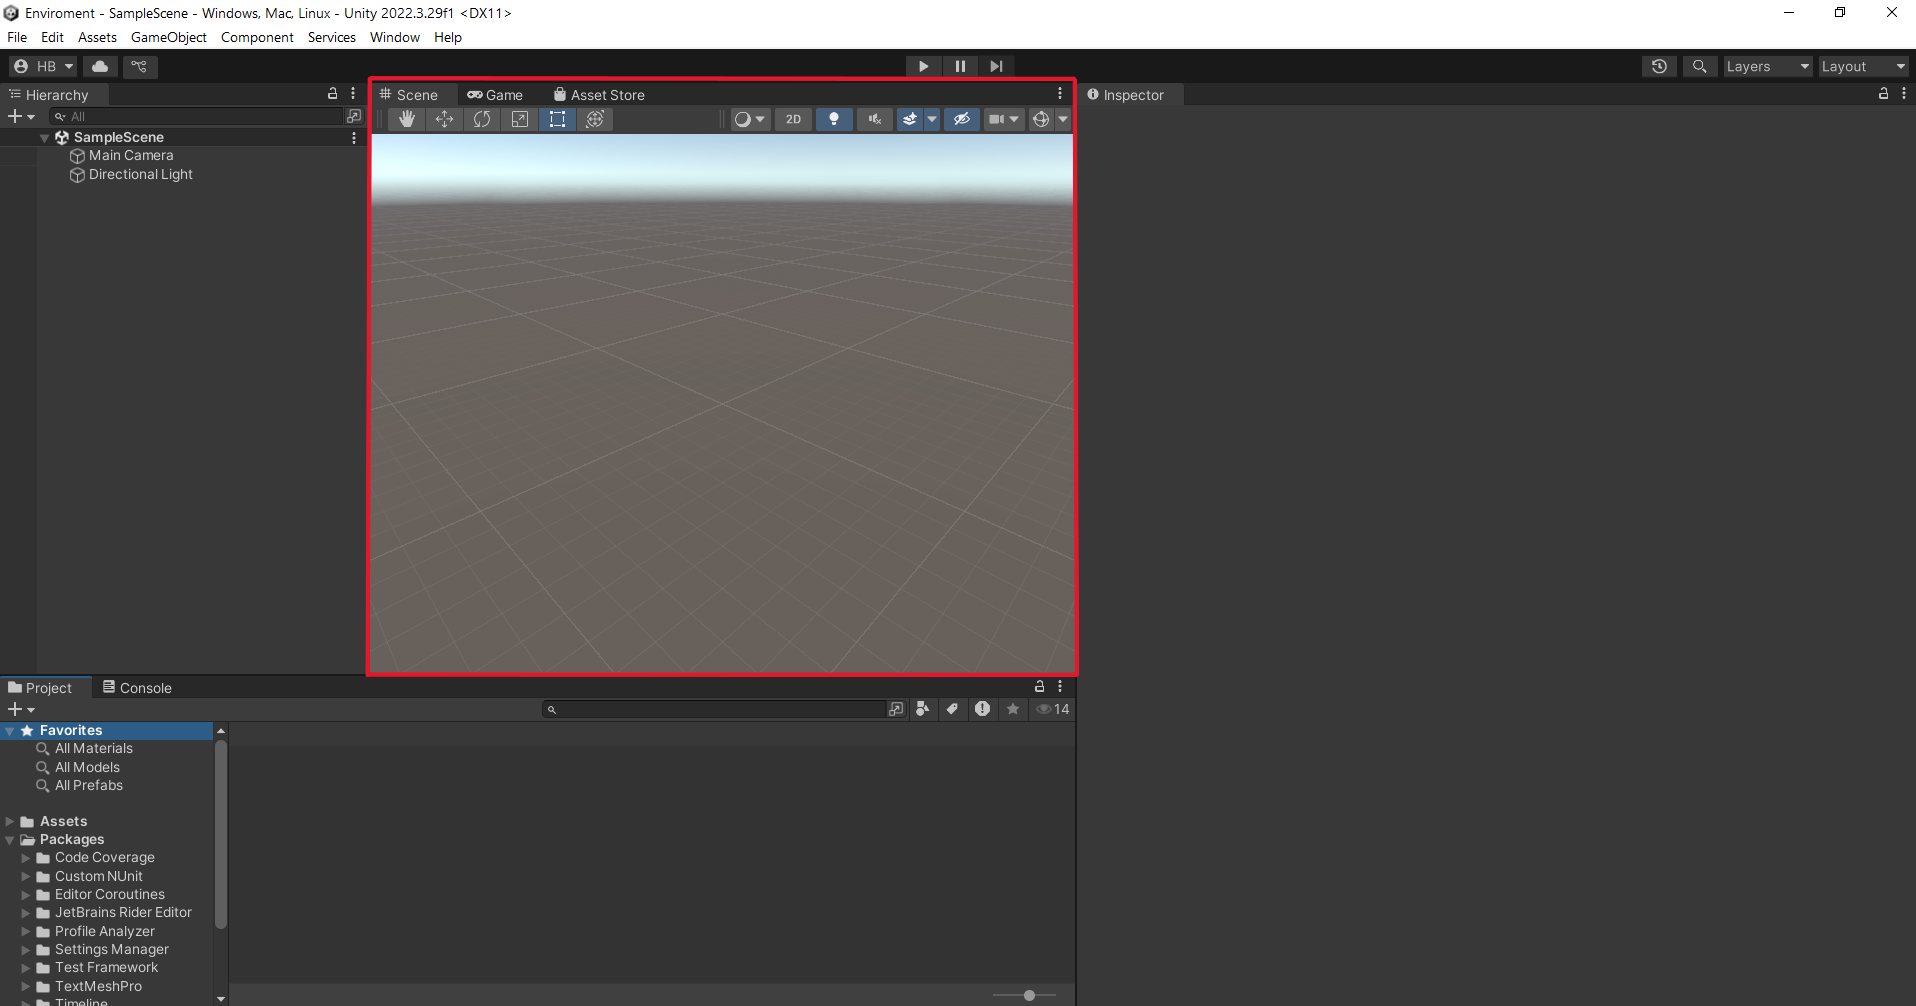 Enviroment - SampleScene - Windows, Mac, Linux - Unity 2022.3.29f1 <DX11>
File Edit Assets GameObject Component Services Window Help
HB Layers Layout
Hierarchy
All
SampleScene
Main Camera
Directional Light
Scene Game Asset Store
2D
Inspector
Project Console
14
Favorites
All Materials
All Models
All Prefabs
Assets
Packages
Code Coverage
Custom NUnit
Editor Coroutines
JetBrains Rider Editor
Profile Analyzer
Settings Manager
Test Framework
TextMeshPro
Timeline